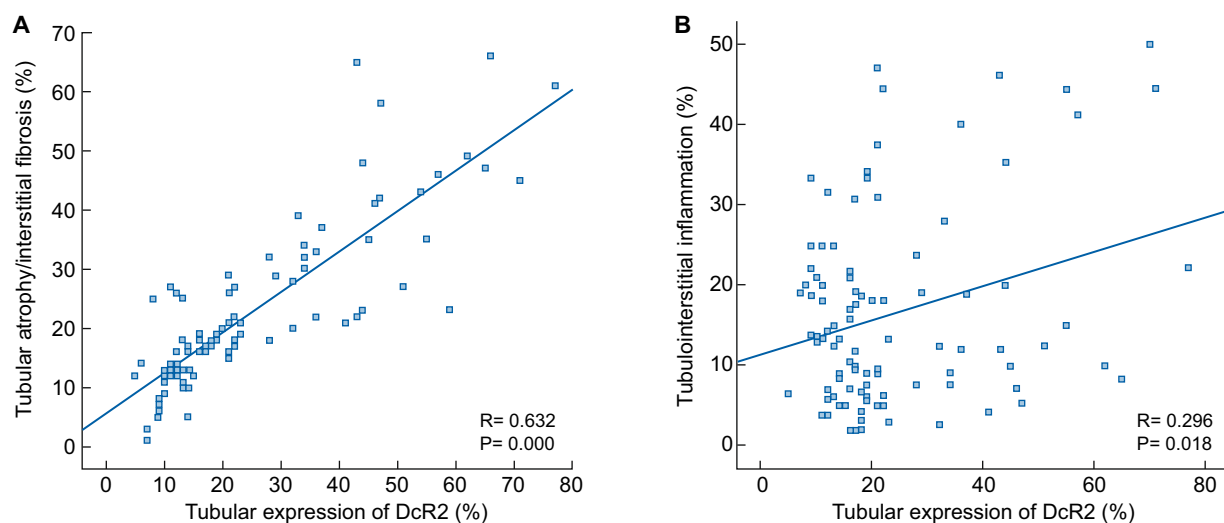 A
Tubular atrophy/interstitial fibrosis (%)
70
60
50
40
30
20
10
0
R= 0.632
P= 0.000
0 10 20 30 40 50 60 70 80
Tubular expression of DcR2 (%)
B
Tubulointerstitial inflammation (%)
50
40
30
20
10
0
R= 0.296
P= 0.018
0 20 40 60 80
Tubular expression of DcR2 (%)